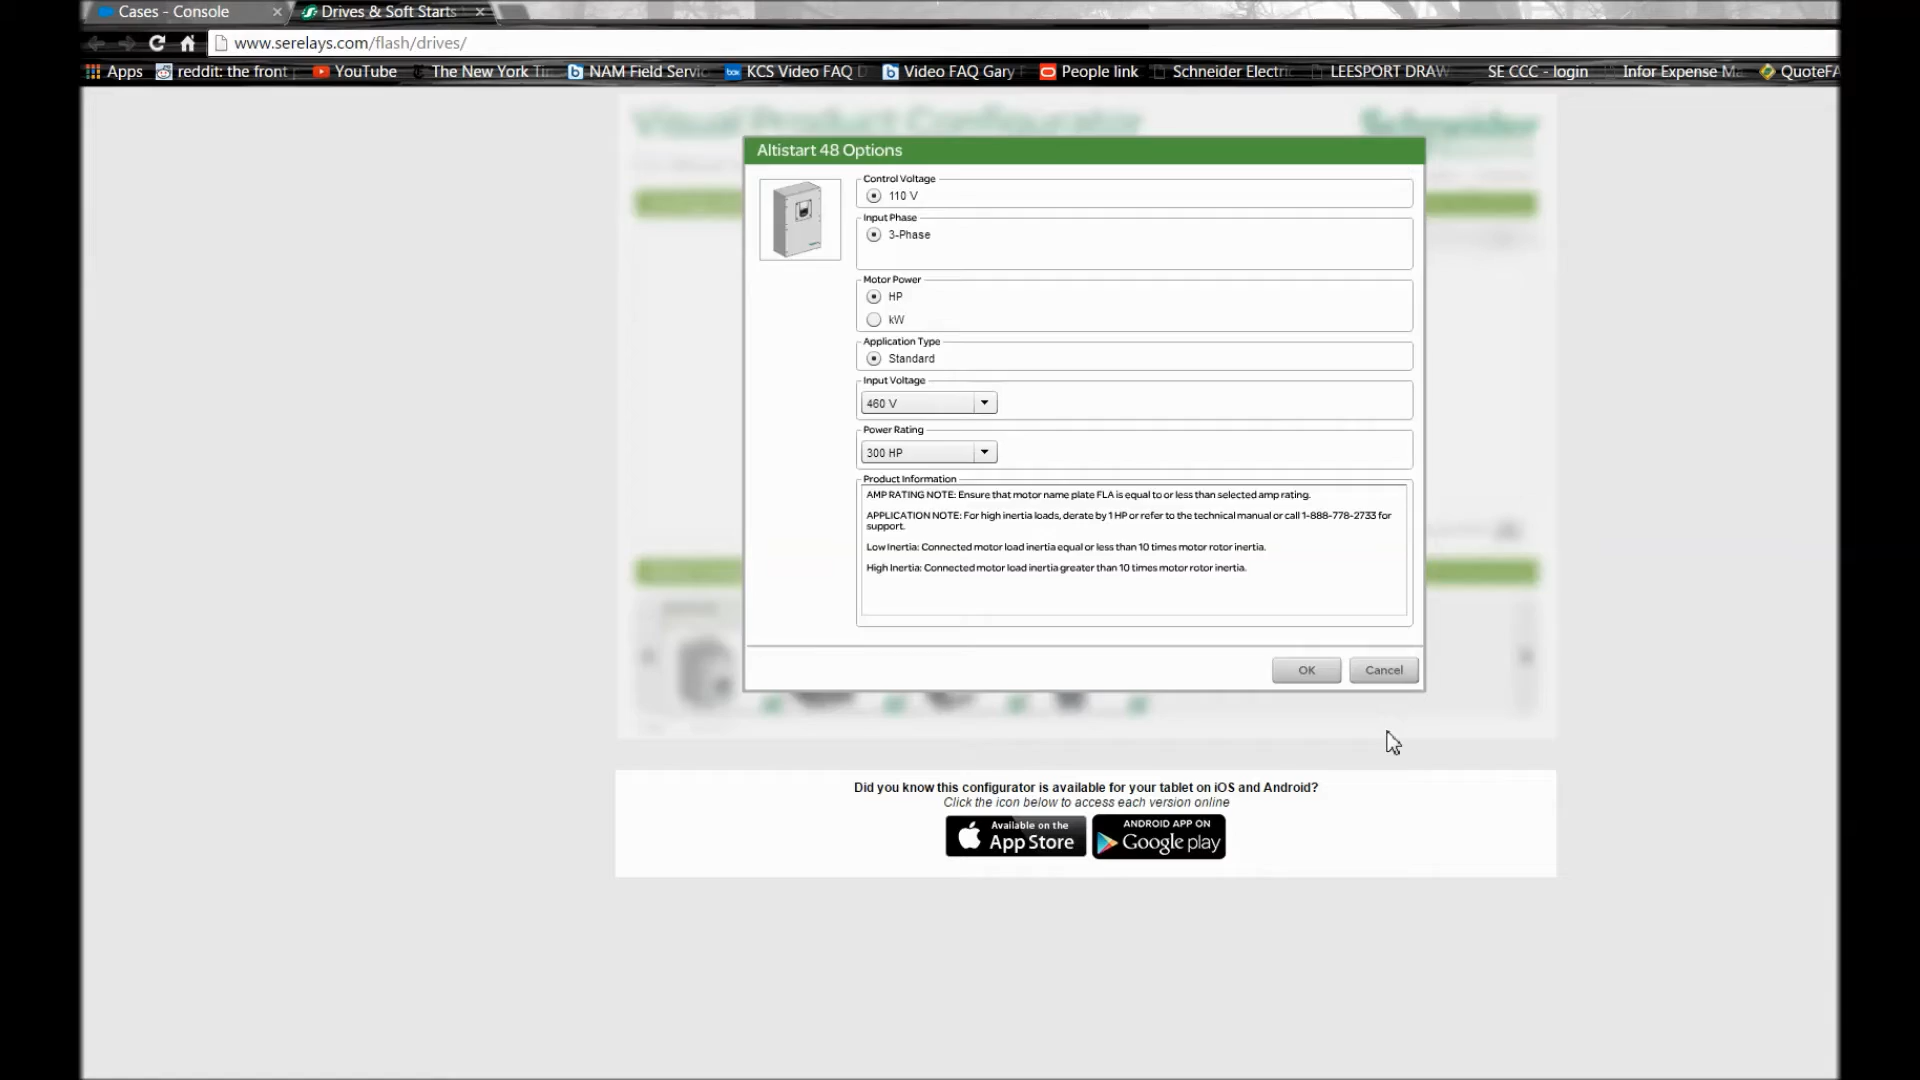 Cases - Console
Drives & Soft Starts
www.serelays.com/flash/drives/
Apps reddit: the front YouTube The New York Ti NAM Field Servic KCS Video FAQ D Video FAQ Gary People link Schneider Electri LEESPORT DRAW SE CCC - login Infor Expense M QuoteFA
Visual Product Configurator
Schneider
Altistart 48 Options
Control Voltage
110 V
Input Phase
3-Phase
Motor Power
HP
kW
Application Type
Standard
Input Voltage
460 V
Power Rating
300 HP
Product Information
AMP RATING NOTE: Ensure that motor name plate FLA is equal to or less than selected amp rating.
APPLICATION NOTE: For high inertia loads, derate by 1 HP or refer to the technical manual or call 1-888-778-2733 for
support.
Low Inertia: Connected motor load inertia equal or less than 10 times motor rotor inertia.
High Inertia: Connected motor load inertia greater than 10 times motor rotor inertia.
OK Cancel
Did you know this configurator is available for your tablet on iOS and Android?
Click the icon below to access each version online
Available on the
App Store
ANDROID APP ON
Google play